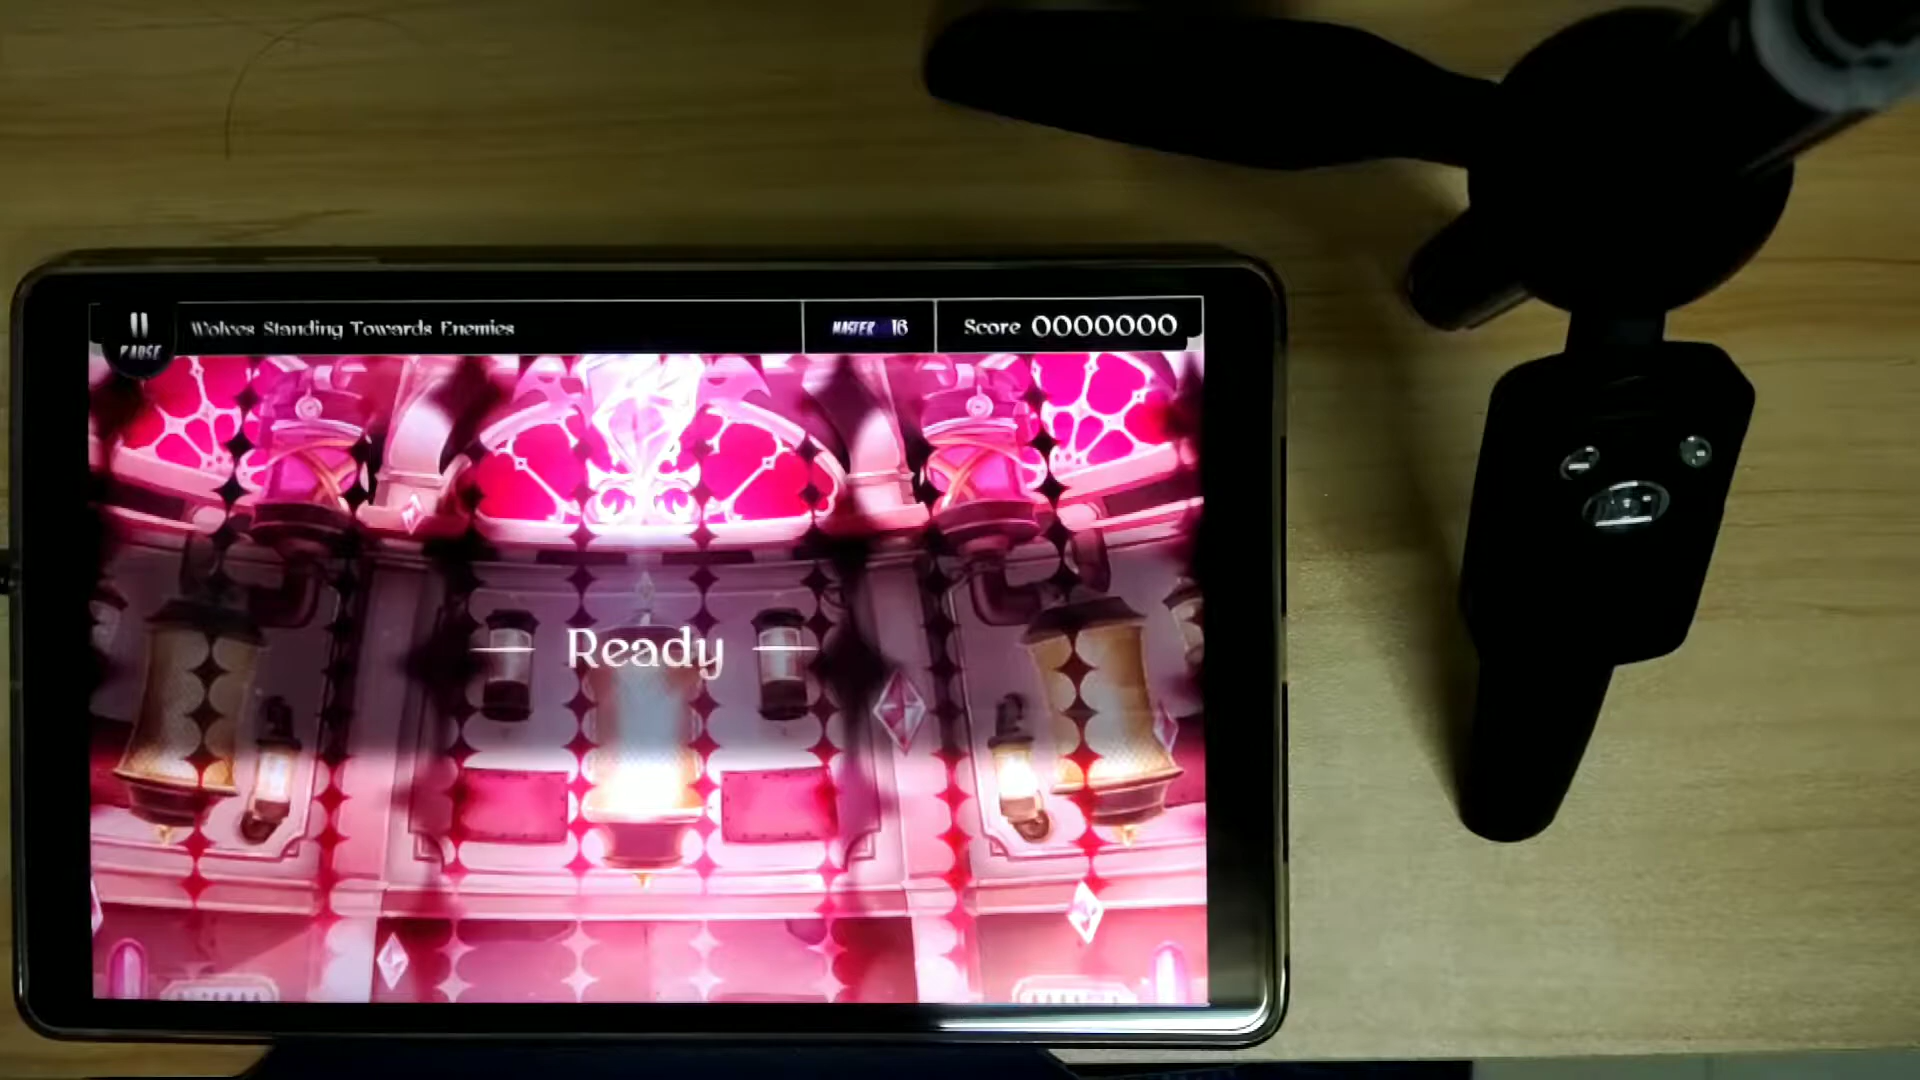 PAUSE
Wolves Standing Towards Enemies
MASTER 16
Score 0000000
Ready